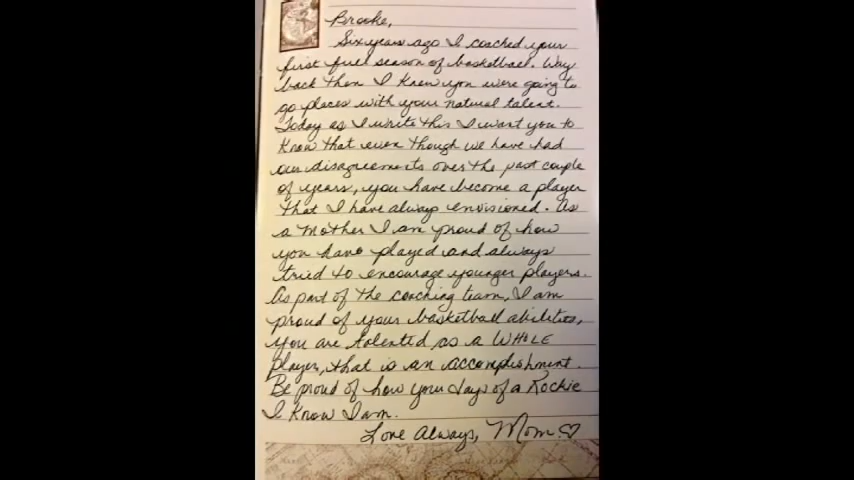 Brooke,
Six years ago I coached your
first full season of basketball. Way
back then I knew you were going to
go places with your natural talent.
Today as I write this I want you to
know that even though we have had
our disagreements over the past couple
of years, you have become a player
that I have always envisioned. As
a Mother I am proud of how
you have played and always
tried to encourage younger players.
As part of the coaching team, I am
proud of your basketball abilities,
you are talented as a WHOLE
player, that is an accomplishment.
Be proud of how your days of a Rockie
I Know I am.
Love Always, Mom ♡